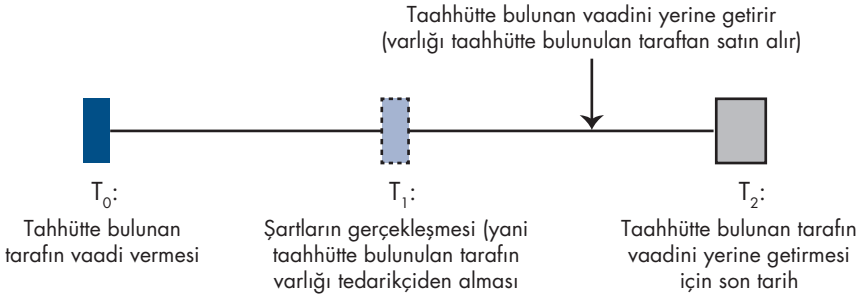 Taahhütte bulunan vaadini yerine getirir
(varlığı taahhütte bulunulan taraftan satın alır)
T₀:
Tahhütte bulunan
tarafın vaadi vermesi
T₁:
Şartların gerçekleşmesi (yani
taahhütte bulunulan tarafın
varlığı tedarikçiden alması
T₂:
Taahhütte bulunan tarafın
vaadini yerine getirmesi
için son tarih